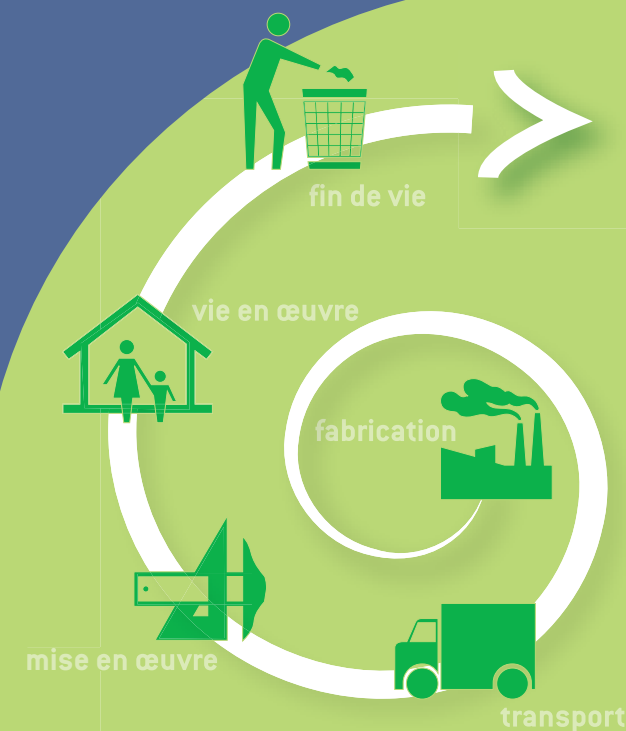 fin de vie
vie en œuvre
fabrication
mise en œuvre
transport